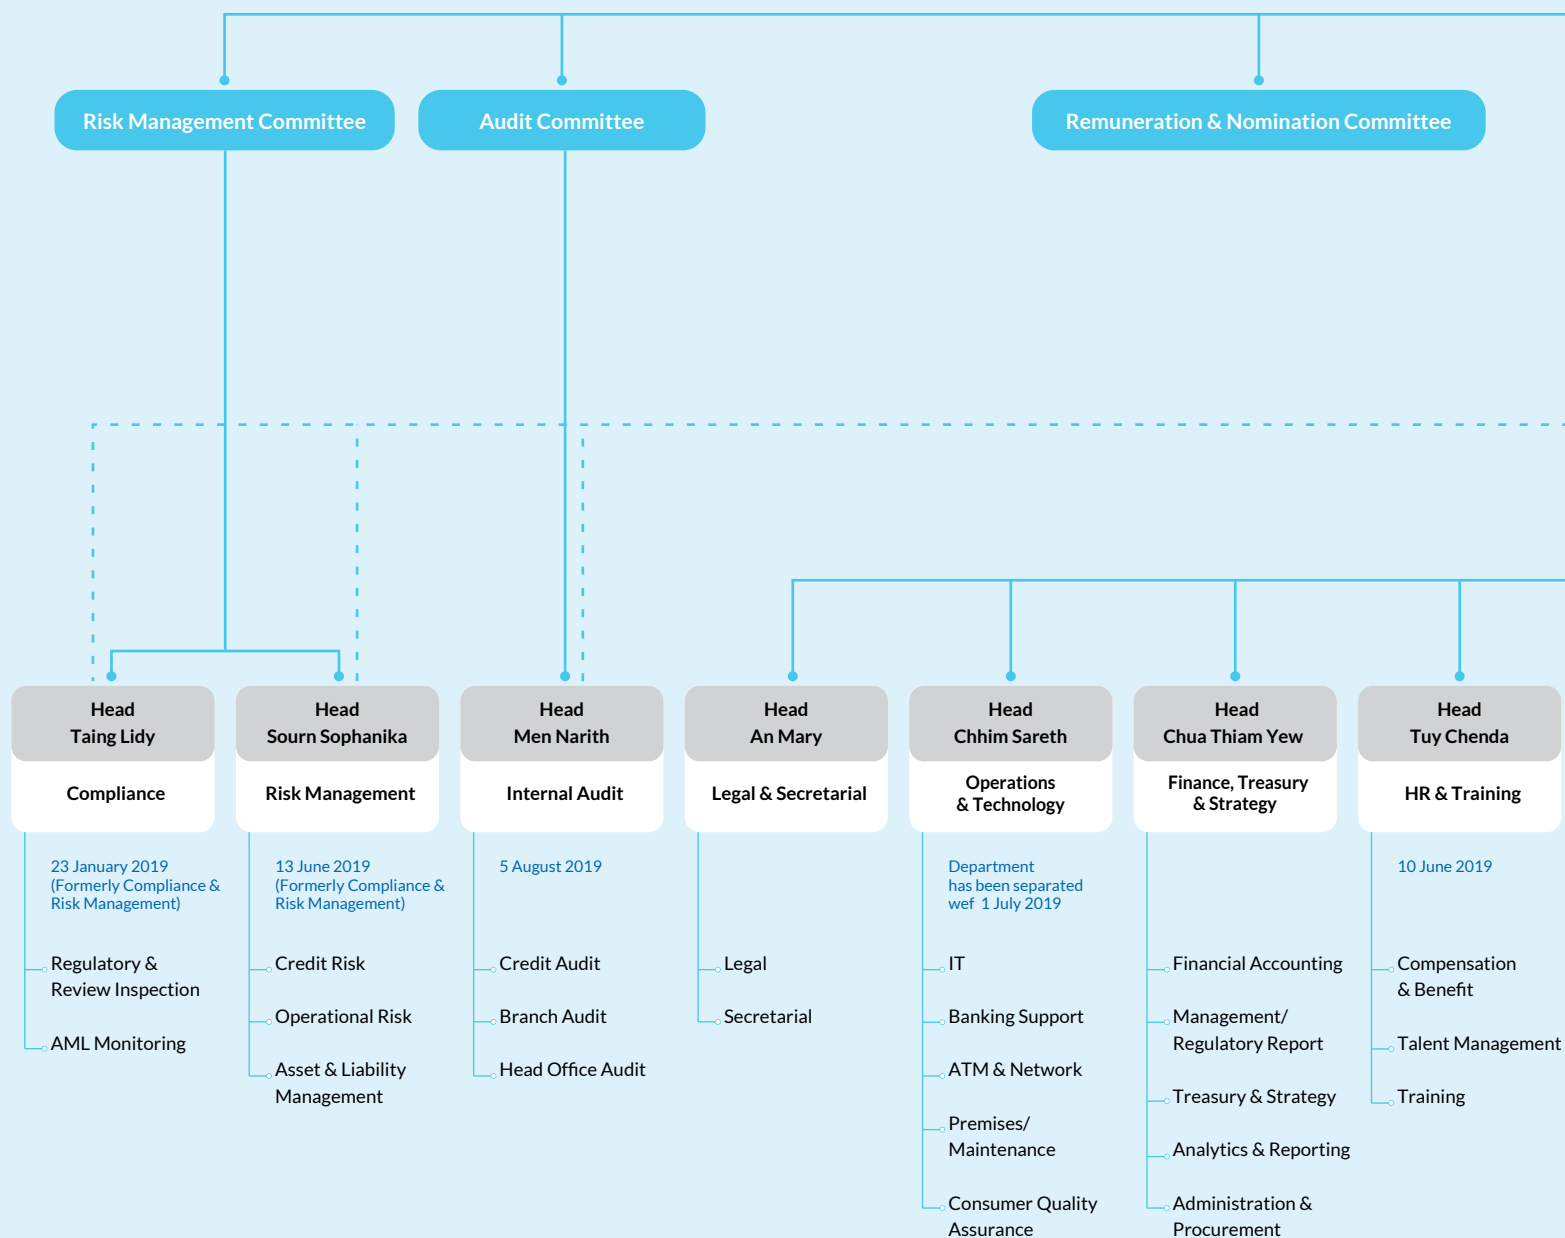 Risk Management Committee
Audit Committee
Remuneration & Nomination Committee
Head
Taing Lidy
Compliance
23 January 2019
(Formerly Compliance &
Risk Management)
Regulatory &
Review Inspection
AML Monitoring
Head
Sourn Sophanika
Risk Management
13 June 2019
(Formerly Compliance &
Risk Management)
Credit Risk
Operational Risk
Asset & Liability
Management
Head
Men Narith
Internal Audit
5 August 2019
Credit Audit
Branch Audit
Head Office Audit
Head
An Mary
Legal & Secretarial
Legal
Secretarial
Head
Chhim Sareth
Operations
& Technology
Department
has been separated
wef 1 July 2019
IT
Banking Support
ATM & Network
Premises/
Maintenance
Consumer Quality
Assurance
Head
Chua Thiam Yew
Finance, Treasury
& Strategy
Financial Accounting
Management/
Regulatory Report
Treasury & Strategy
Analytics & Reporting
Administration &
Procurement
Head
Tuy Chenda
HR & Training
10 June 2019
Compensation
& Benefit
Talent Management
Training